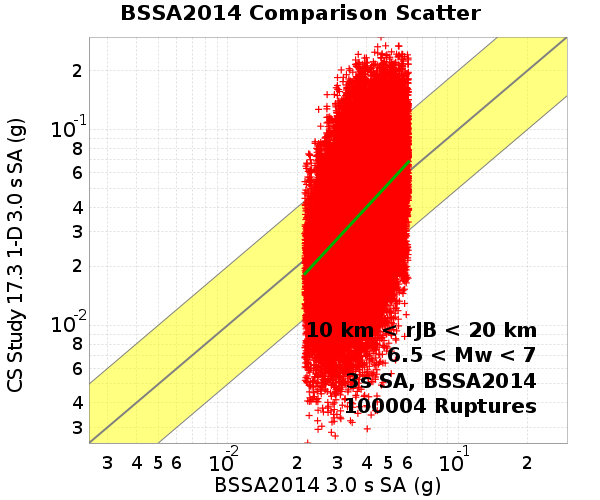 BSSA2014 Comparison Scatter
CS Study 17.3 1-D 3.0 s SA (g)
2
10-1
8
6
4
3
2
10-2
8
6
4
3
10 km < rJB < 20 km
6.5 < Mw < 7
3s SA, BSSA2014
100004 Ruptures
3 4 5 6 10-2 2 3 4 5 6 10-1 2
BSSA2014 3.0 s SA (g)